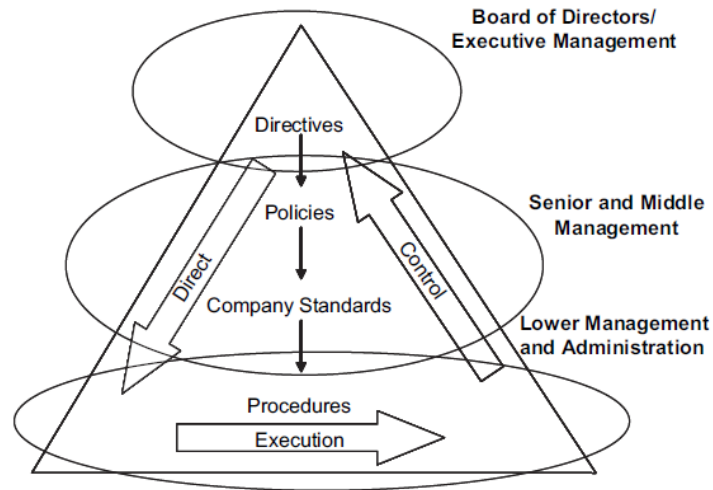 Board of Directors/
Executive Management
Directives
Policies
Senior and Middle
Management
Direct
Control
Company Standards
Lower Management
and Administration
Procedures
Execution